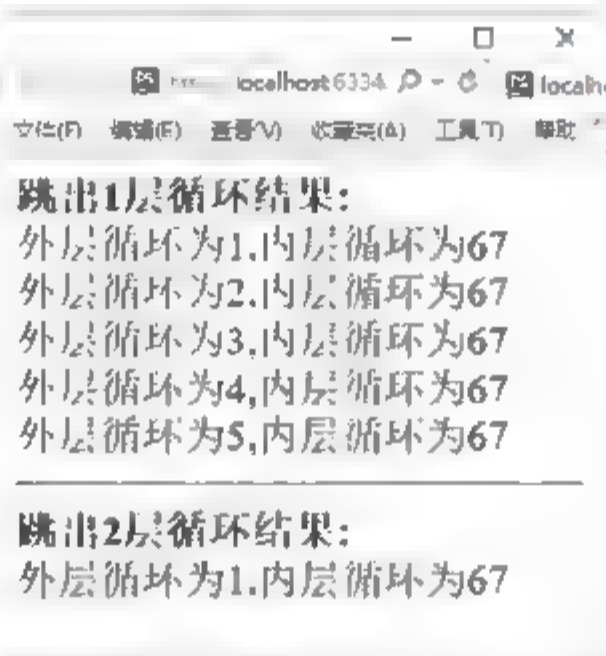 localhost:6334 localh
文件(F) 编辑(E) 查看(V) 收藏夹(A) 工具(T) 帮助
跳出1层循环结果:
外层循环为1,内层循环为67
外层循环为2,内层循环为67
外层循环为3,内层循环为67
外层循环为4,内层循环为67
外层循环为5,内层循环为67
跳出2层循环结果:
外层循环为1,内层循环为67